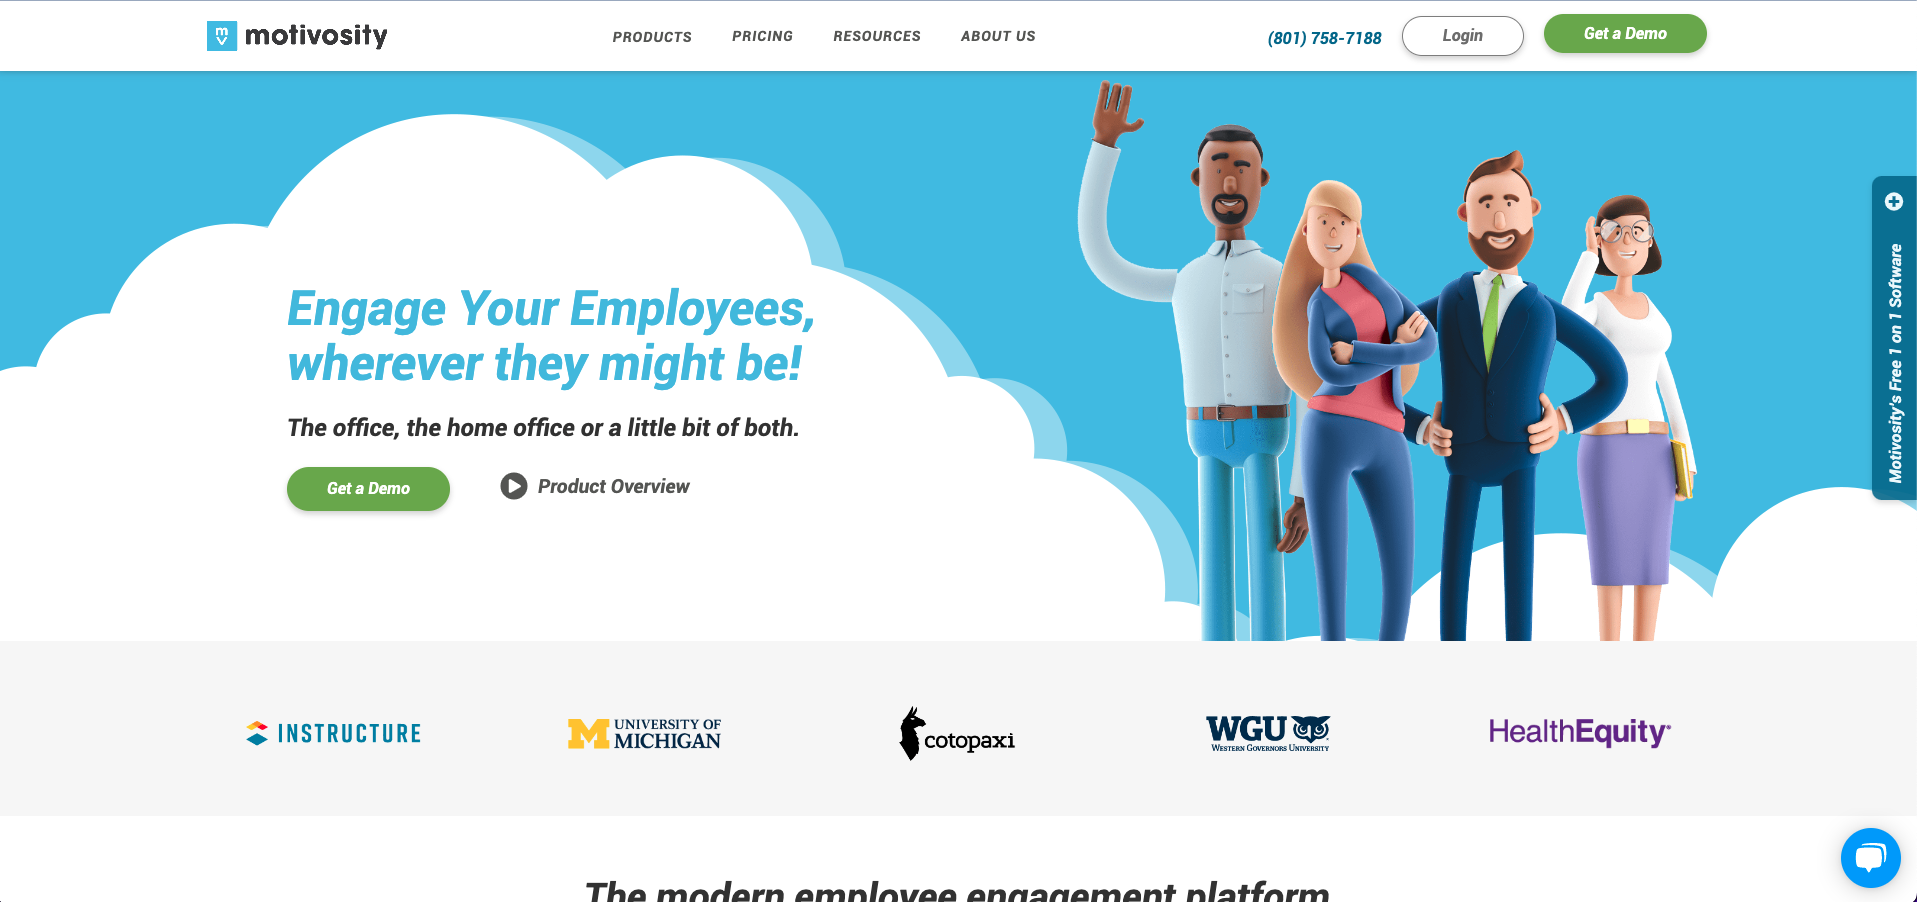 mv motivosity
PRODUCTS PRICING RESOURCES ABOUT US
(801) 758-7188 Login Get a Demo
Engage Your Employees,
wherever they might be!
The office, the home office or a little bit of both.
Get a Demo Product Overview
Motivosity's Free 1 on 1 Software
INSTRUCTURE
UNIVERSITY OF
MICHIGAN
cotopaxi
WGU
WESTERN GOVERNORS UNIVERSITY
HealthEquity®
The modern employee engagement platform